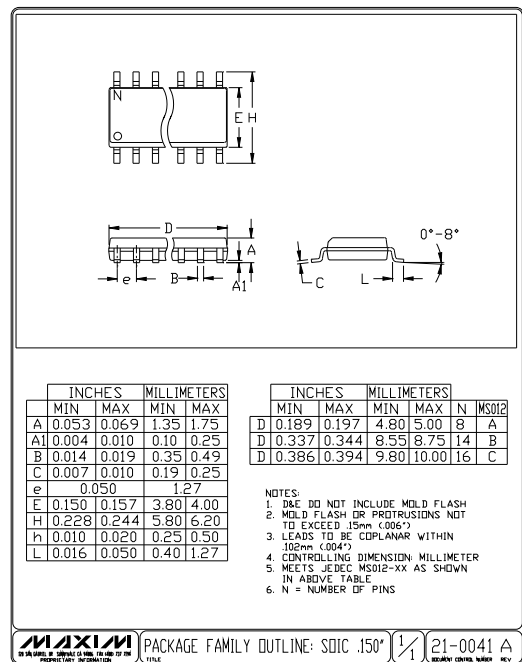 N
E H
D
A
e
B
A1
C
L
0°-8°
INCHES MILLIMETERS
MIN MAX MIN MAX
A 0.053 0.069 1.35 1.75
A1 0.004 0.010 0.10 0.25
B 0.014 0.019 0.35 0.49
C 0.007 0.010 0.19 0.25
e 0.050 1.27
E 0.150 0.157 3.80 4.00
H 0.228 0.244 5.80 6.20
h 0.010 0.020 0.25 0.50
L 0.016 0.050 0.40 1.27
INCHES MILLIMETERS
MIN MAX MIN MAX N MS012
D 0.189 0.197 4.80 5.00 8 A
D 0.337 0.344 8.55 8.75 14 B
D 0.386 0.394 9.80 10.00 16 C
NOTES:
1. D&E DO NOT INCLUDE MOLD FLASH
2. MOLD FLASH OR PROTRUSIONS NOT
TO EXCEED .15mm (.006")
3. LEADS TO BE COPLANAR WITHIN
.102mm (.004")
4. CONTROLLING DIMENSION: MILLIMETER
5. MEETS JEDEC MS012-XX AS SHOWN
IN ABOVE TABLE
6. N = NUMBER OF PINS
MAXIM
PROPRIETARY INFORMATION
PACKAGE FAMILY OUTLINE: SOIC .150"
TITLE
1/1
21-0041 A
DOCUMENT CONTROL NUMBER REV